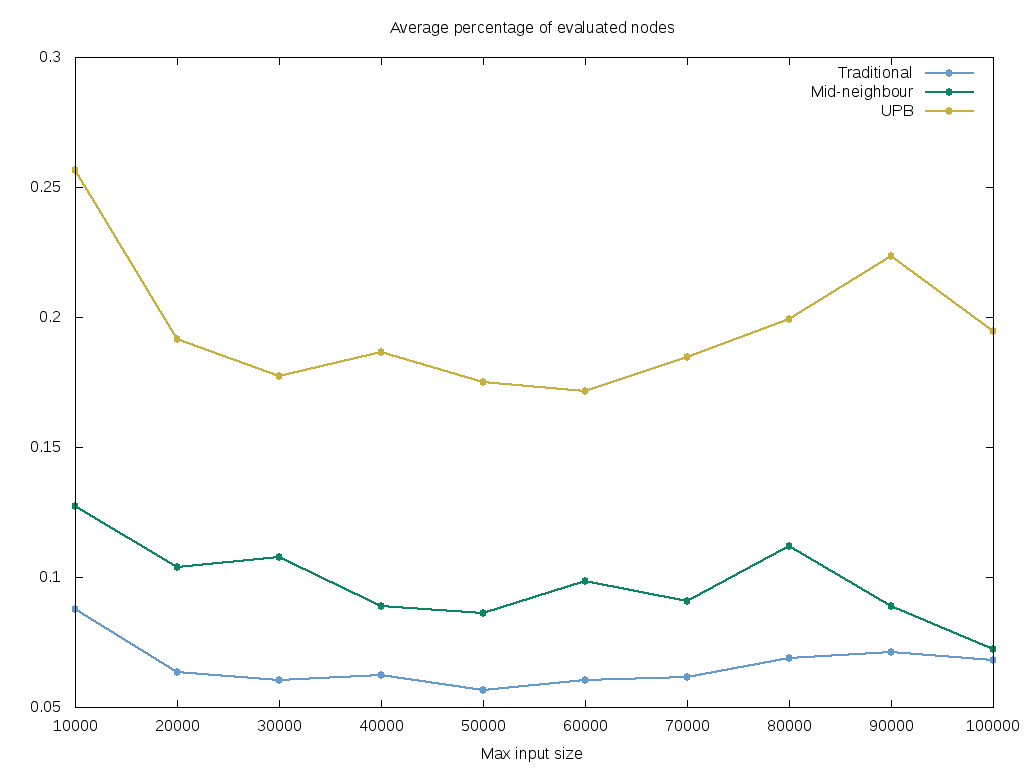 Average percentage of evaluated nodes
0.3
Traditional
Mid-neighbour
UPB
0.25
0.2
0.15
0.1
0.05
10000 20000 30000 40000 50000 60000 70000 80000 90000 100000
Max input size